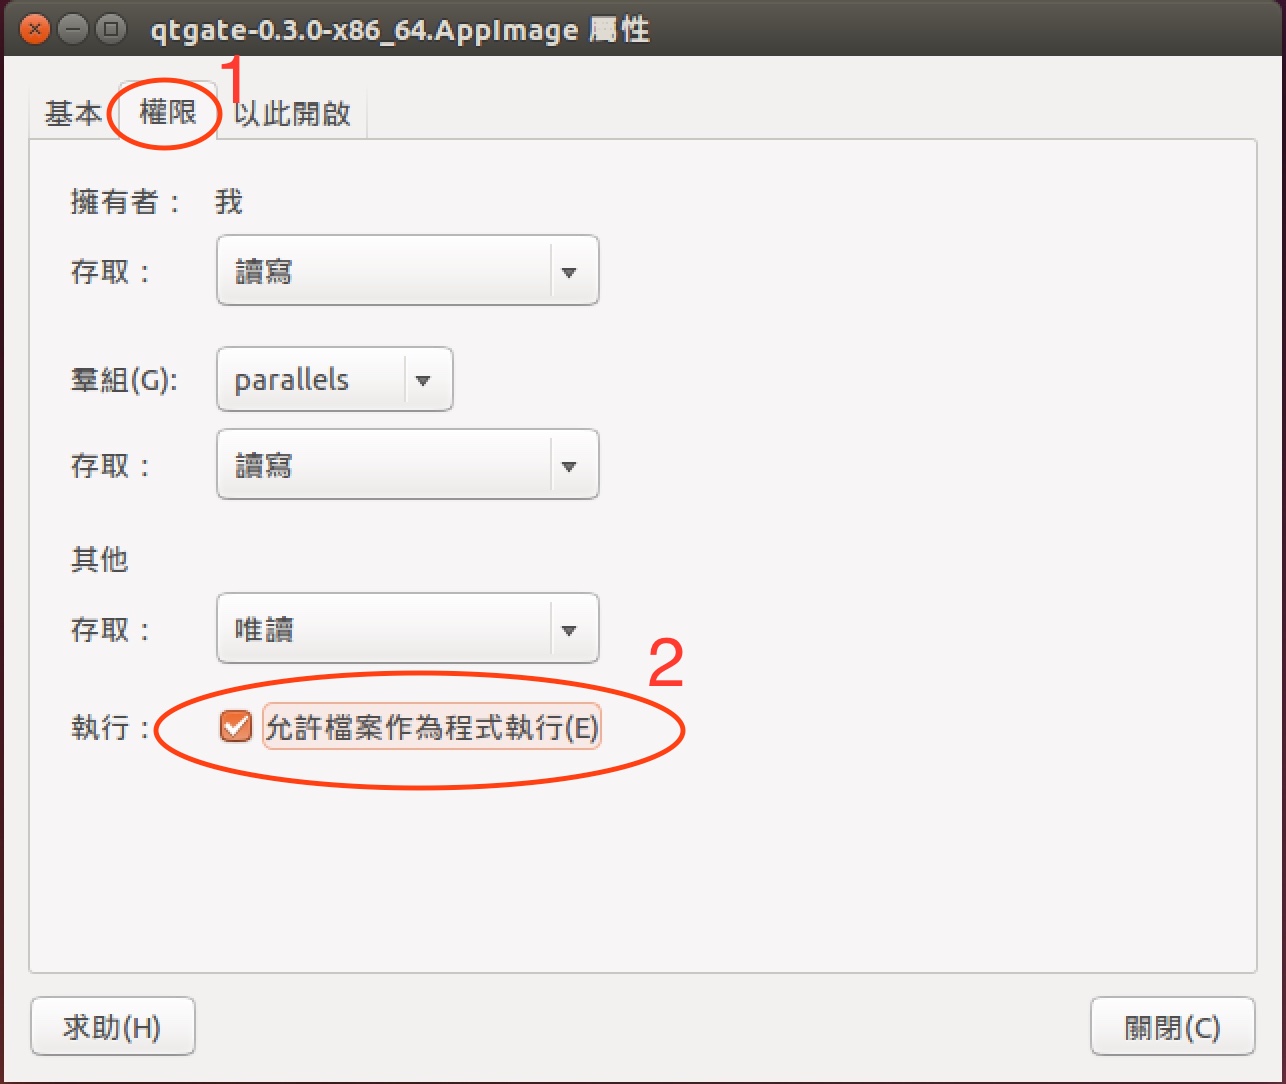 qtgate-0.3.0-x86_64.AppImage 屬性
1
基本 權限 以此開啟
擁有者： 我
存取： 讀寫
羣組(G): parallels
存取： 讀寫
其他
存取： 唯讀
2
執行： 允許檔案作為程式執行(E)
求助(H) 關閉(C)